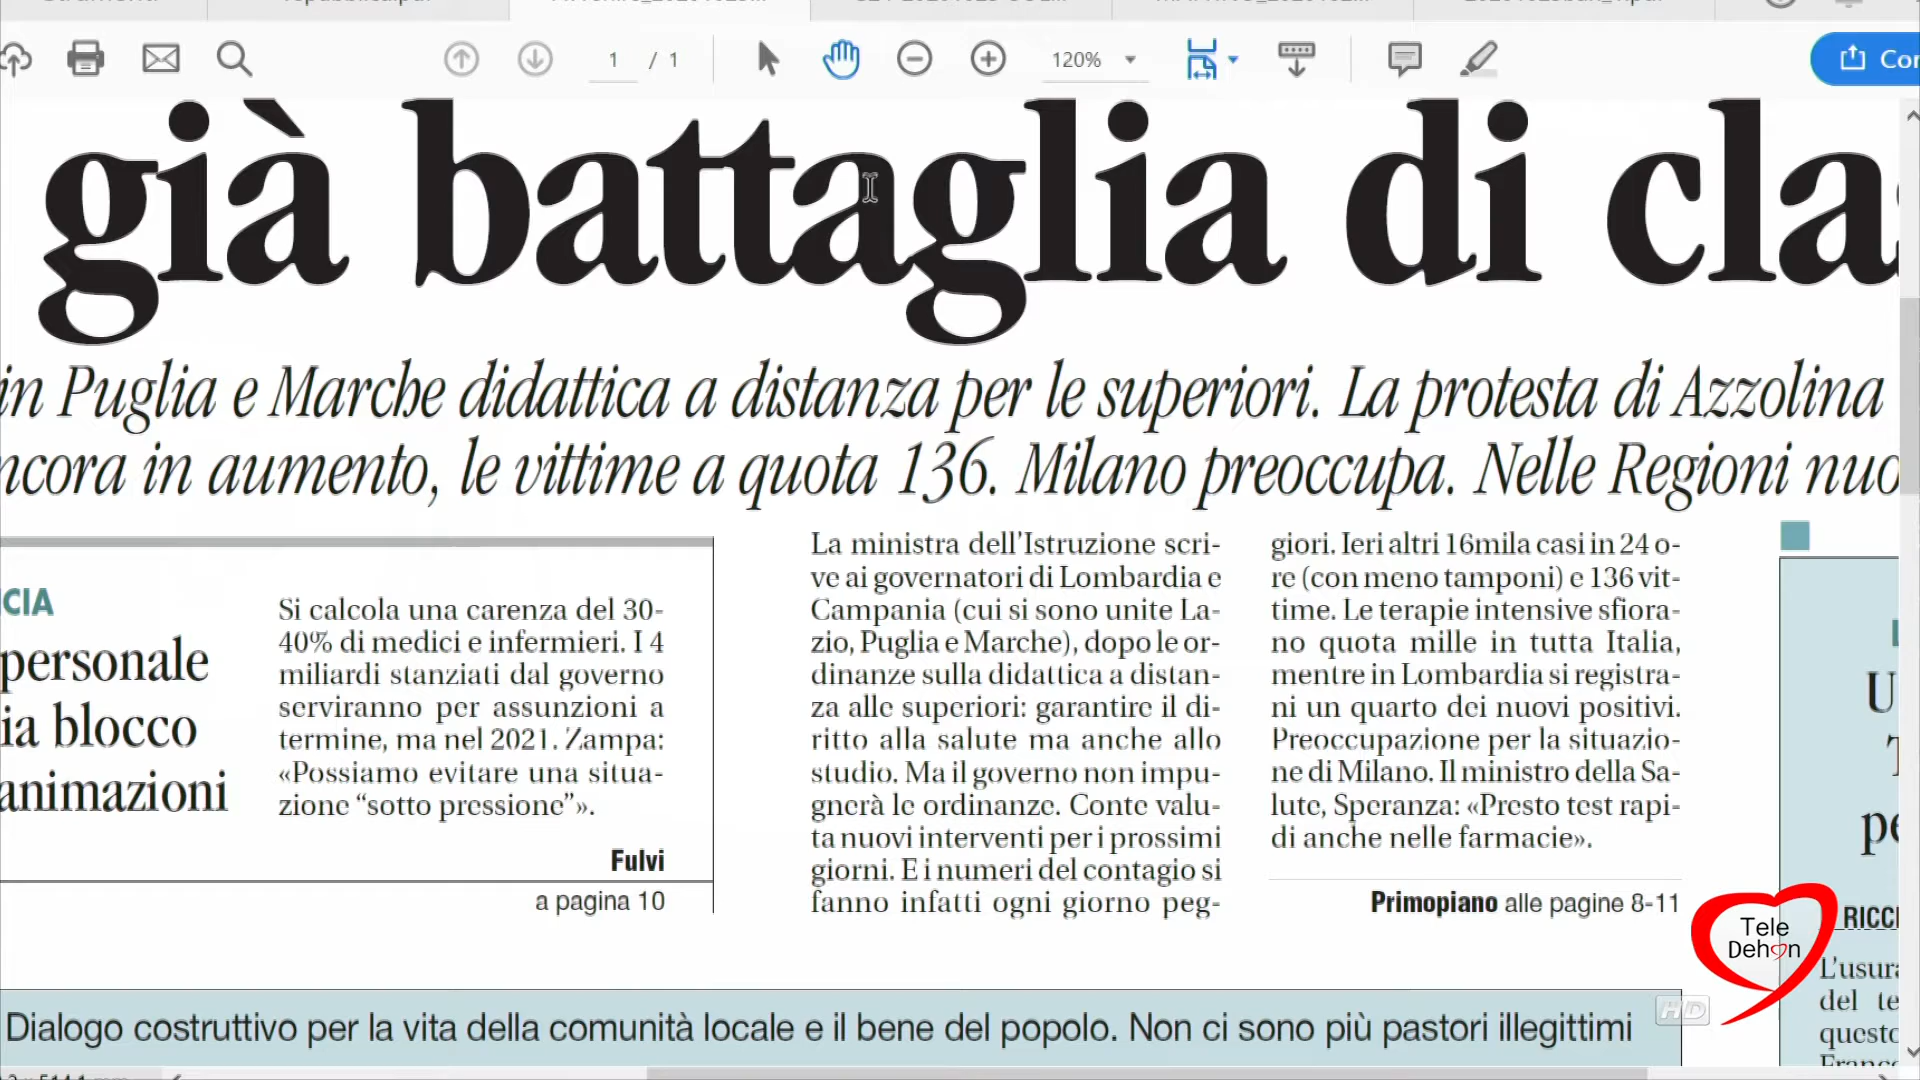 1 / 1
120%
già battaglia di
in Puglia e Marche didattica a distanza per le superiori. La protesta di Azzolina
ncora in aumento, le vittime a quota 136. Milano preoccupa. Nelle Regioni nuo
CIA
personale
ia blocco
animazioni
Si calcola una carenza del 30-
40% di medici e infermieri. I 4
miliardi stanziati dal governo
serviranno per assunzioni a
termine, ma nel 2021. Zampa:
«Possiamo evitare una situa-
zione “sotto pressione”».
Fulvi
a pagina 10
La ministra dell’Istruzione scri-
ve ai governatori di Lombardia e
Campania (cui si sono unite La-
zio, Puglia e Marche), dopo le or-
dinanze sulla didattica a distan-
za alle superiori: garantire il di-
ritto alla salute ma anche allo
studio. Ma il governo non impu-
gnerà le ordinanze. Conte valu-
ta nuovi interventi per i prossimi
giorni. E i numeri del contagio si
fanno infatti ogni giorno peg-
giori. Ieri altri 16mila casi in 24 o-
re (con meno tamponi) e 136 vit-
time. Le terapie intensive sfiora-
no quota mille in tutta Italia,
mentre in Lombardia si registra-
ni un quarto dei nuovi positivi.
Preoccupazione per la situazio-
ne di Milano. Il ministro della Sa-
lute, Speranza: «Presto test rapi-
di anche nelle farmacie».
Primopiano alle pagine 8-11
RICC
L’usura
del te
questo
Tele
Dehon
HD
Dialogo costruttivo per la vita della comunità locale e il bene del popolo. Non ci sono più pastori illegittimi